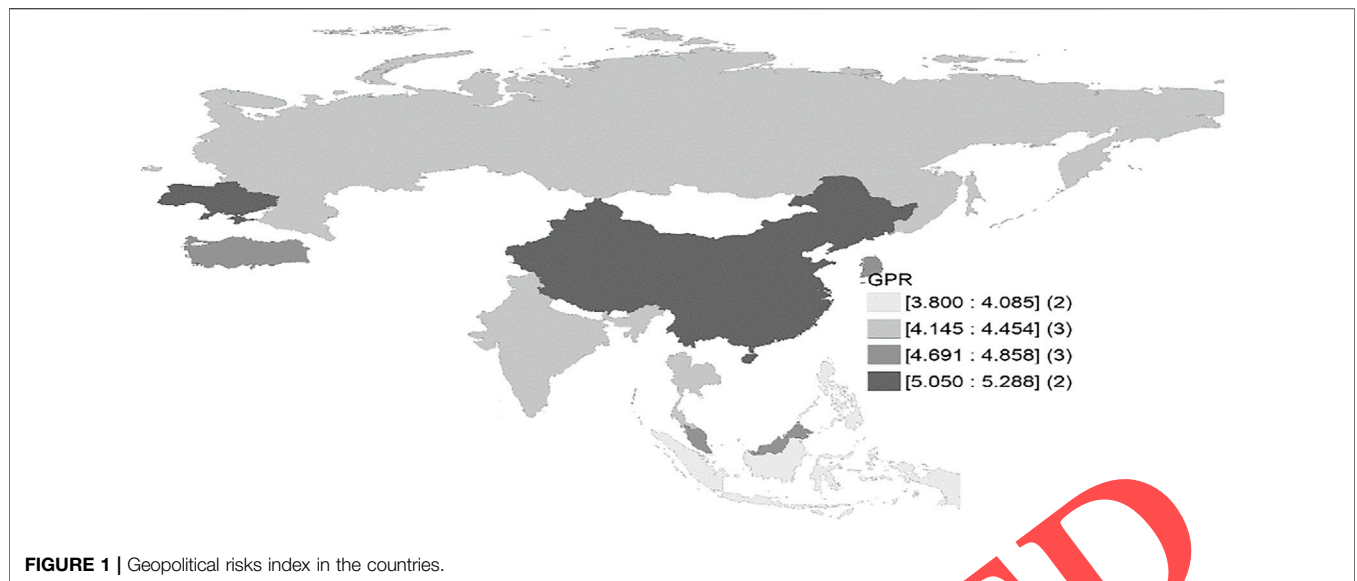 GPR
[3.800 : 4.085] (2)
[4.145 : 4.454] (3)
[4.691 : 4.858] (3)
[5.050 : 5.288] (2)
FIGURE 1 | Geopolitical risks index in the countries.